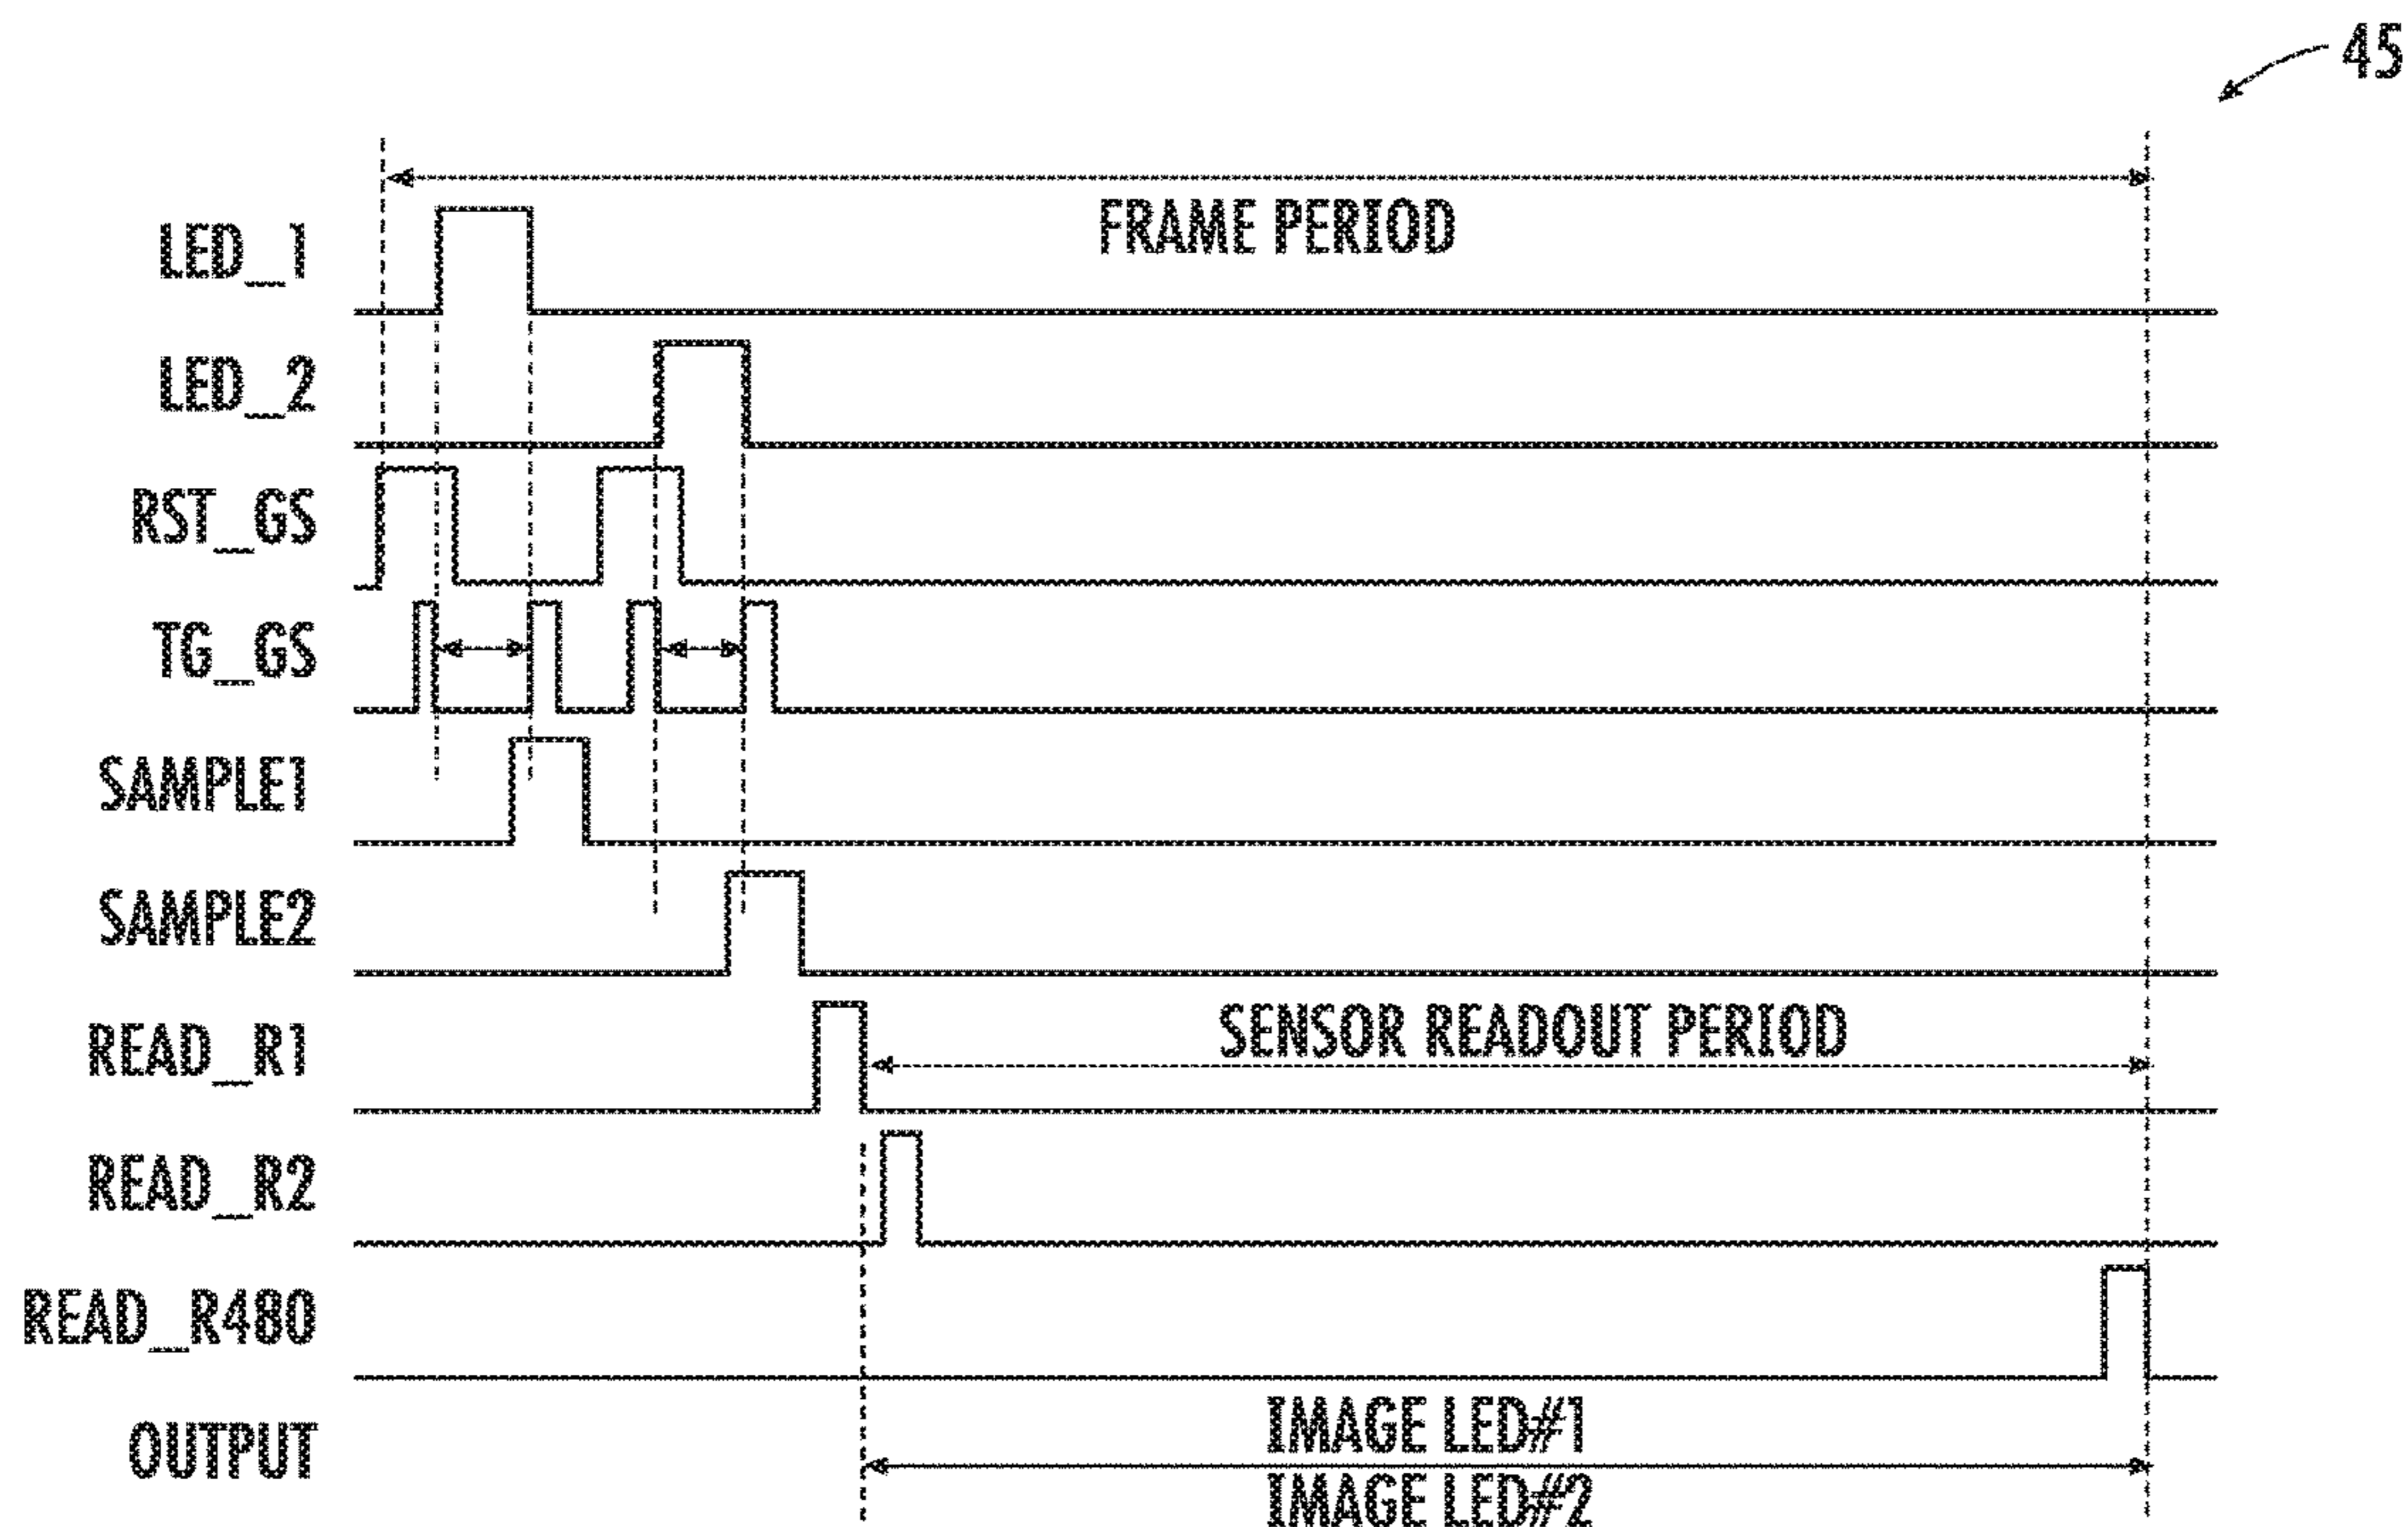 45
FRAME PERIOD
LED_1
LED_2
RST_GS
TG_GS
SAMPLE1
SAMPLE2
READ_R1
SENSOR READOUT PERIOD
READ_R2
READ_R480
OUTPUT
IMAGE LED#1
IMAGE LED#2